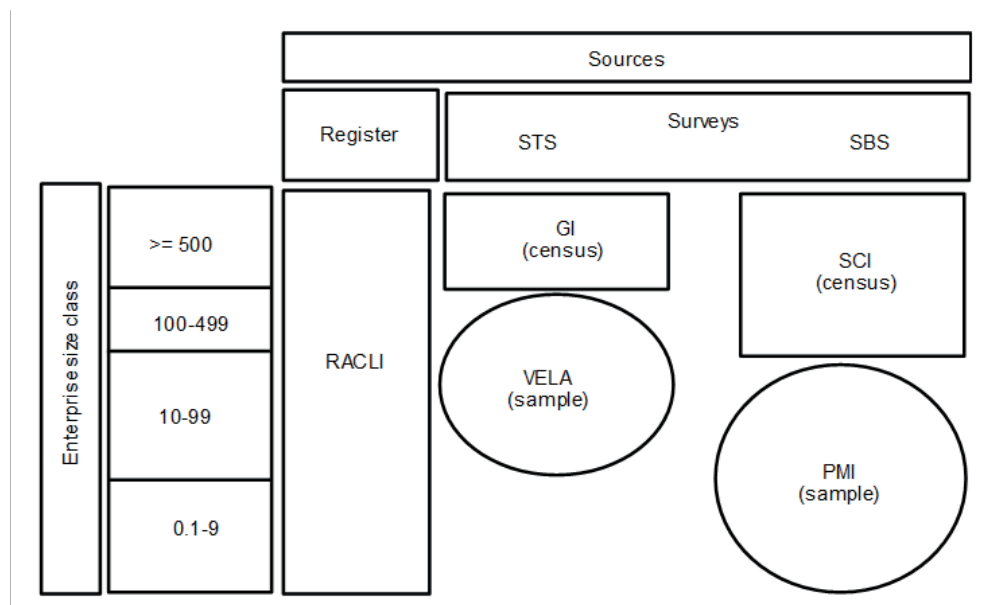 Sources
Register
Surveys
STS
SBS
Enterprise size class
>= 500
100-499
10-99
0.1-9
RACLI
GI
(census)
VELA
(sample)
SCI
(census)
PMI
(sample)